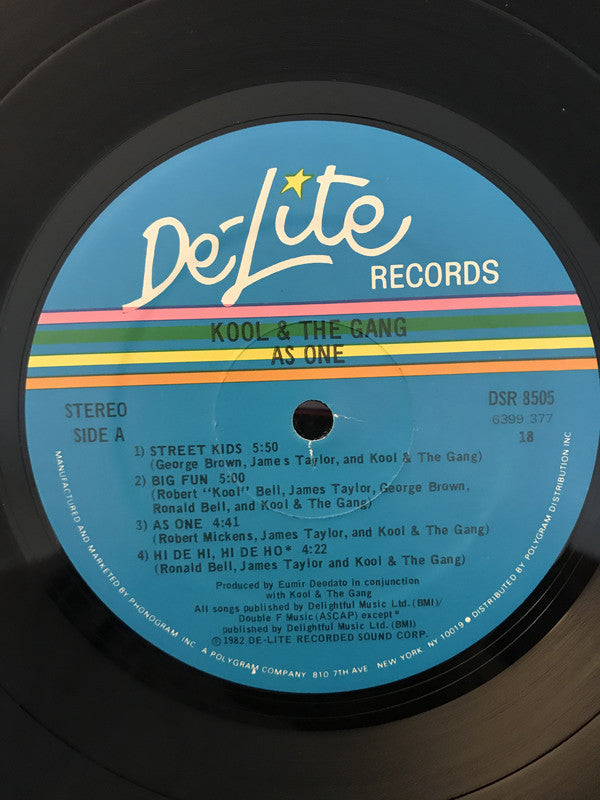 De-Lite
RECORDS
KOOL & THE GANG
AS ONE
STEREO
SIDE A
DSR 8505
6399 377
18
1) STREET KIDS 5:50
(George Brown, James Taylor, and Kool & The Gang)
2) BIG FUN 5:00
(Robert "Kool" Bell, James Taylor, George Brown,
Ronald Bell, and Kool & The Gang)
3) AS ONE 4:41
(Robert Mickens, James Taylor, and Kool & The Gang)
4) HI DE HI, HI DE HO* 4:22
(Ronald Bell, James Taylor and Kool & The Gang)
Produced by Eumir Deodato in conjunction
with Kool & The Gang
All songs published by Delightful Music Ltd. (BMI)/
Double F Music (ASCAP) except*
published by Delightful Music Ltd. (BMI)
℗1982 DE-LITE RECORDED SOUND CORP.
MANUFACTURED AND MARKETED BY PHONOGRAM, INC. A POLYGRAM COMPANY 810 7TH AVE NEW YORK, NY 10019 ● DISTRIBUTED BY POLYGRAM DISTRIBUTION INC